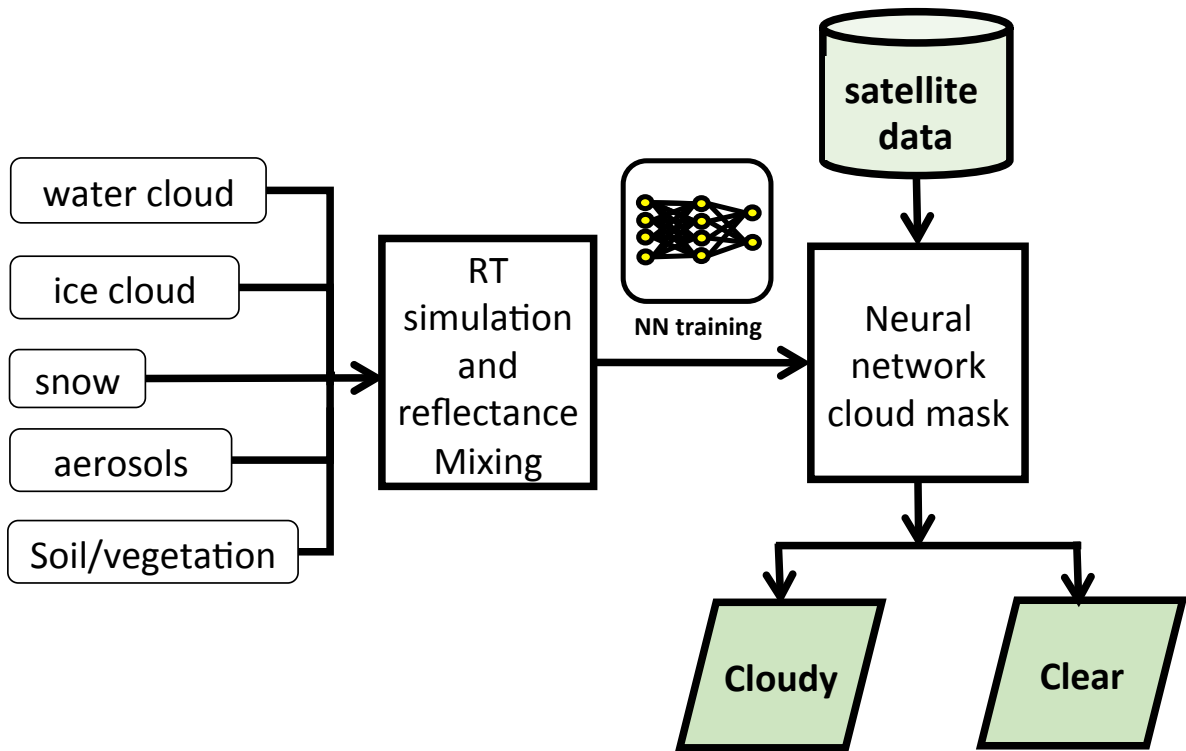 satellite
data
water cloud
ice cloud
snow
aerosols
Soil/vegetation
RT
simulation
and
reflectance
Mixing
NN training
Neural
network
cloud mask
Cloudy
Clear